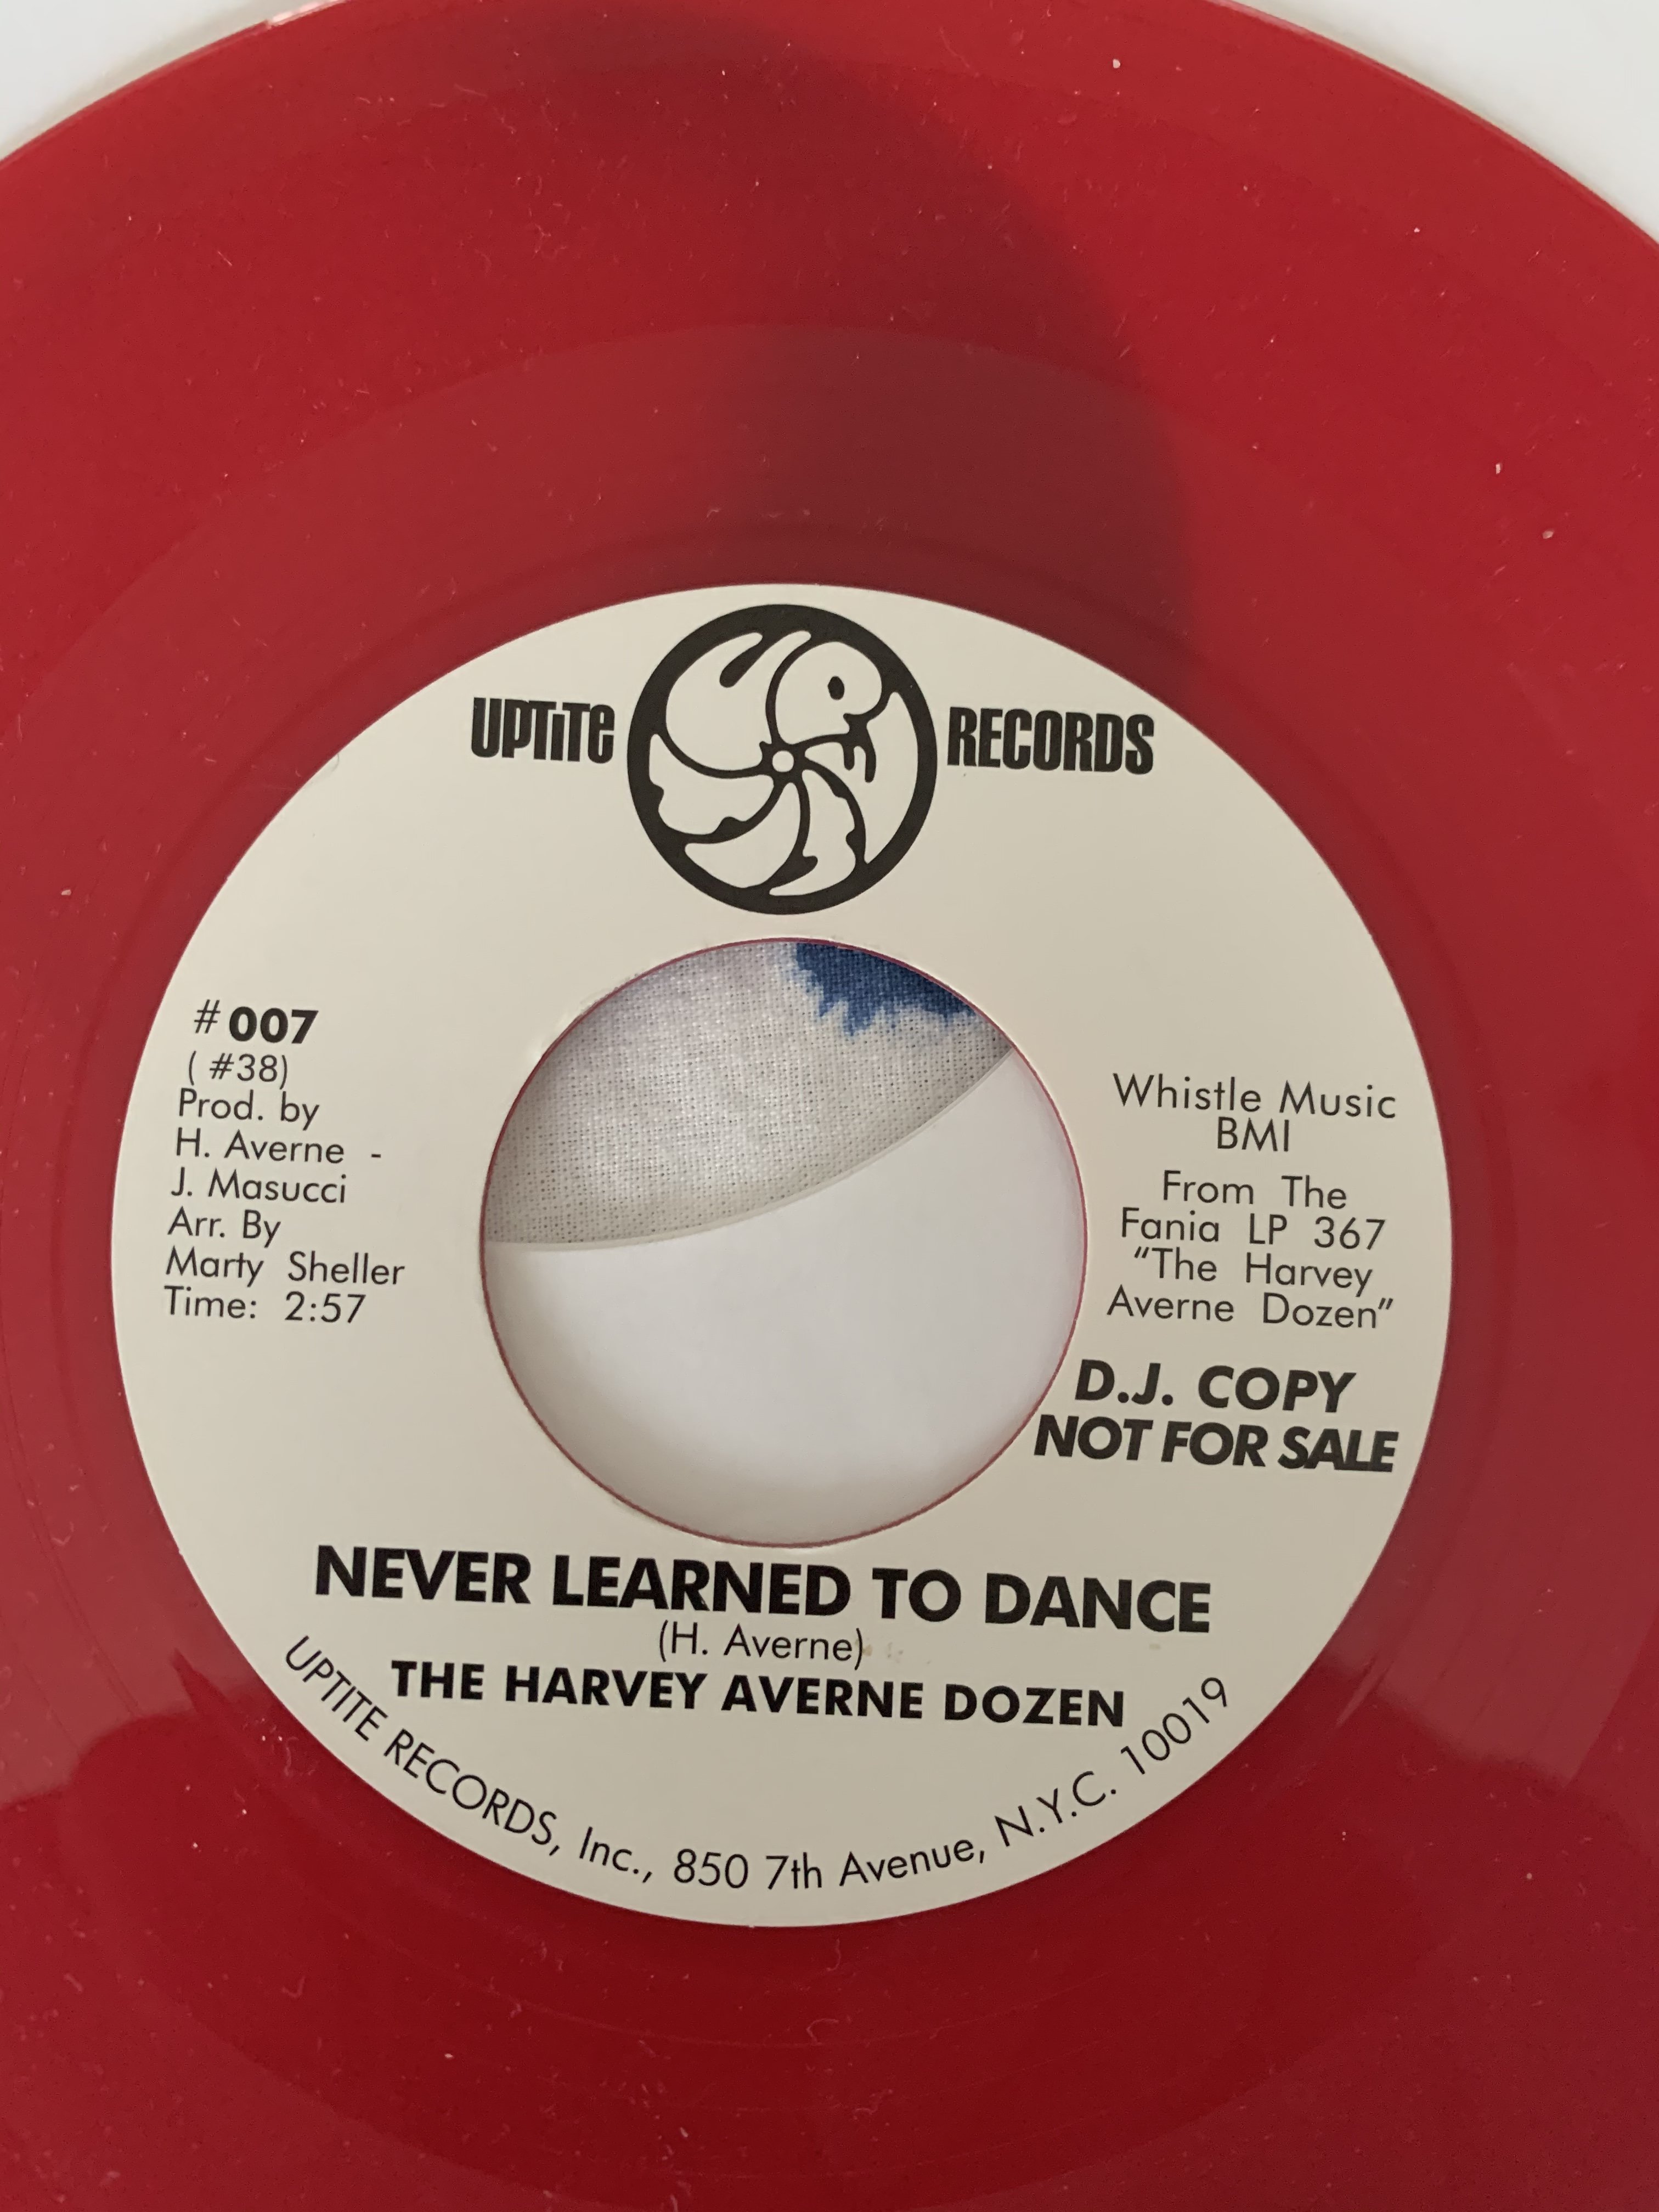 UPTiTe RECORDS
#007
( #38)
Prod. by
H. Averne -
J. Masucci
Arr. By
Marty Sheller
Time: 2:57
Whistle Music
BMI
From The
Fania LP 367
"The Harvey
Averne Dozen"
D.J. COPY
NOT FOR SALE
NEVER LEARNED TO DANCE
(H. Averne)
THE HARVEY AVERNE DOZEN
UPTITE RECORDS, Inc., 850 7th Avenue, N.Y.C. 10019